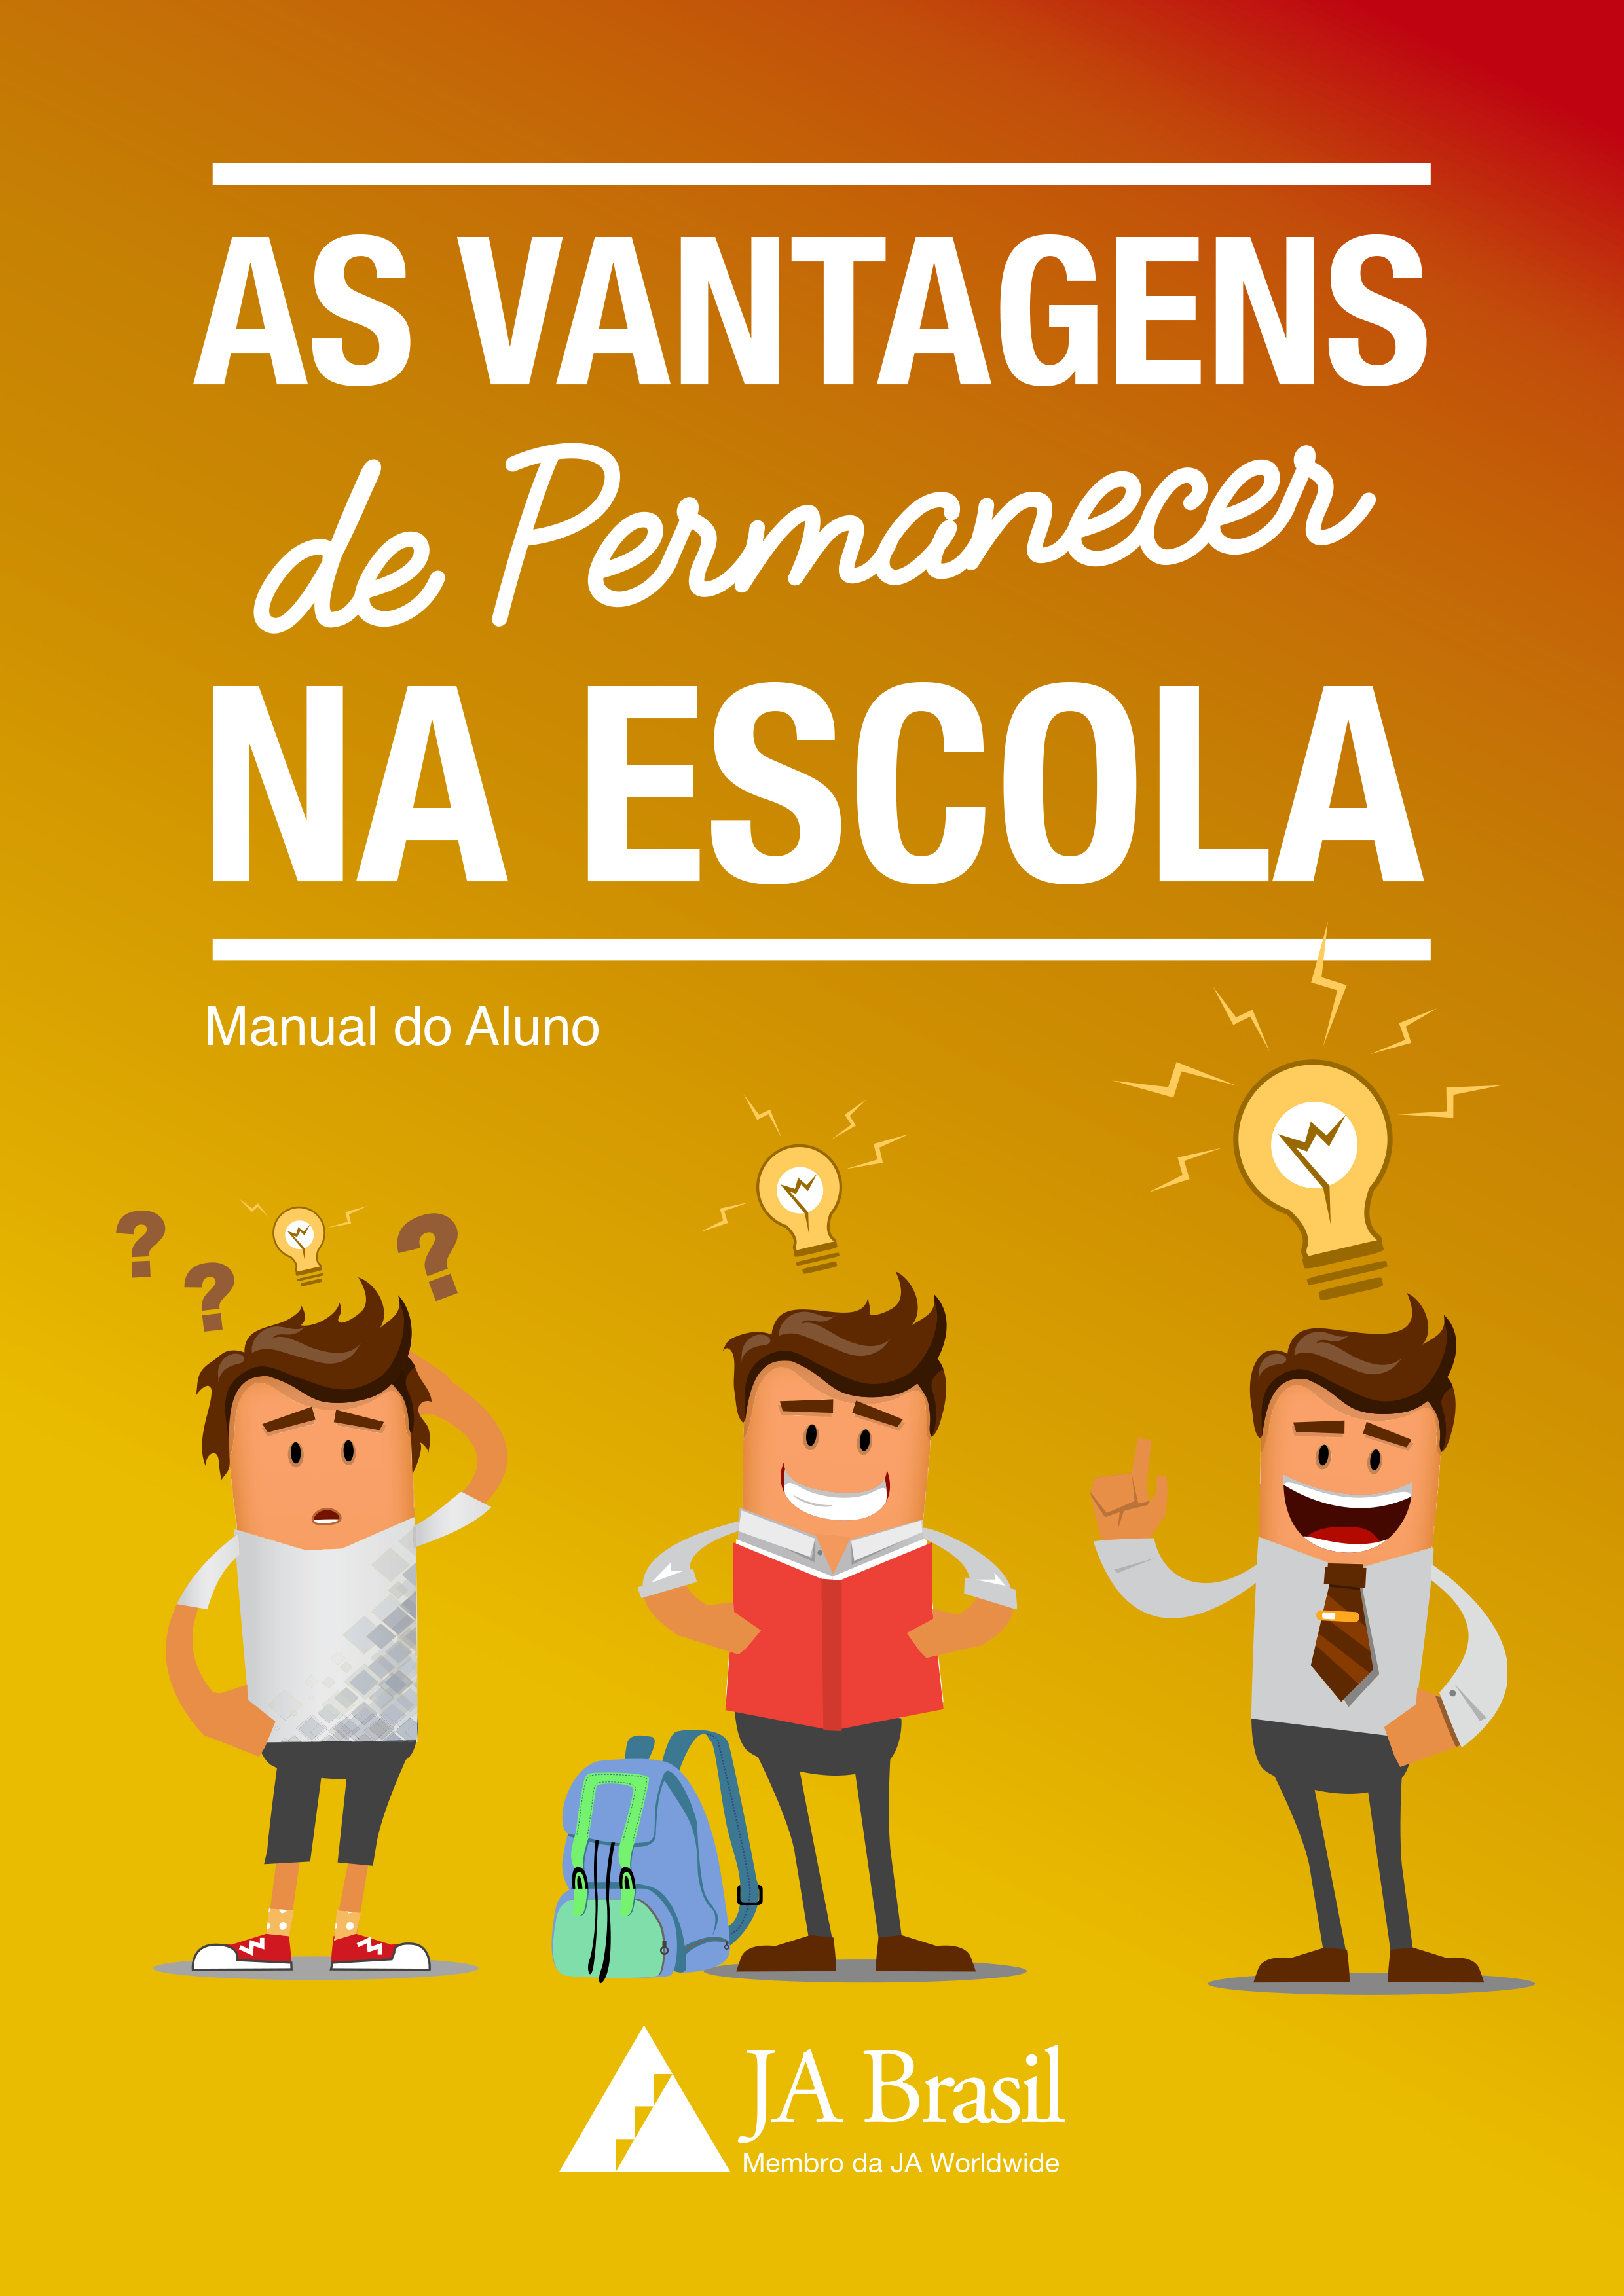 AS VANTAGENS
de Permanecer
NA ESCOLA
Manual do Aluno
? ? ?
JA Brasil
Membro da JA Worldwide